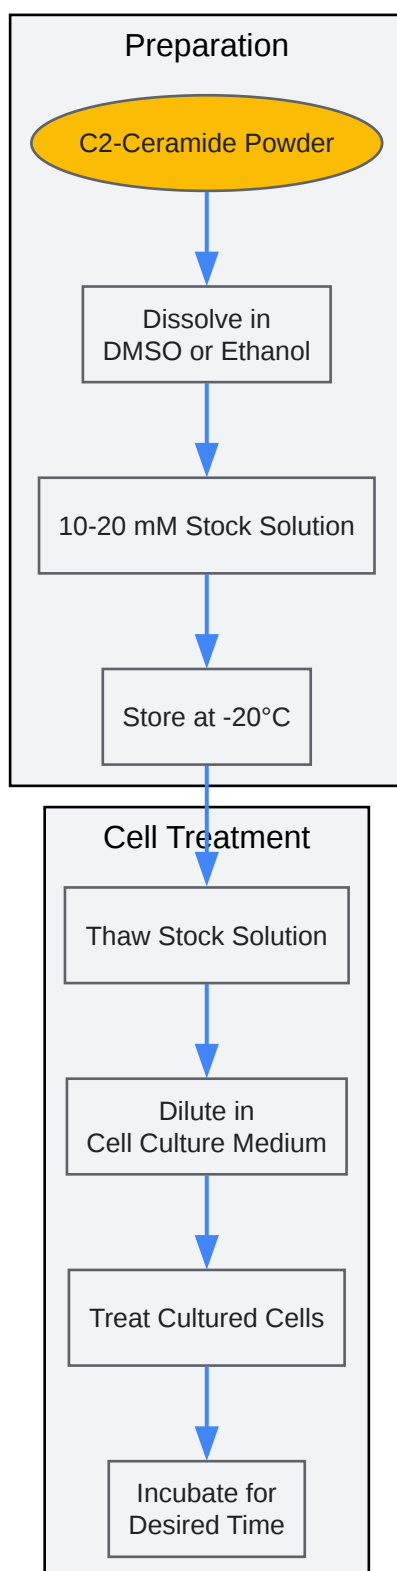 Preparation
C2-Ceramide Powder
Dissolve in
DMSO or Ethanol
10-20 mM Stock Solution
Store at -20°C
Cell Treatment
Thaw Stock Solution
Dilute in
Cell Culture Medium
Treat Cultured Cells
Incubate for
Desired Time